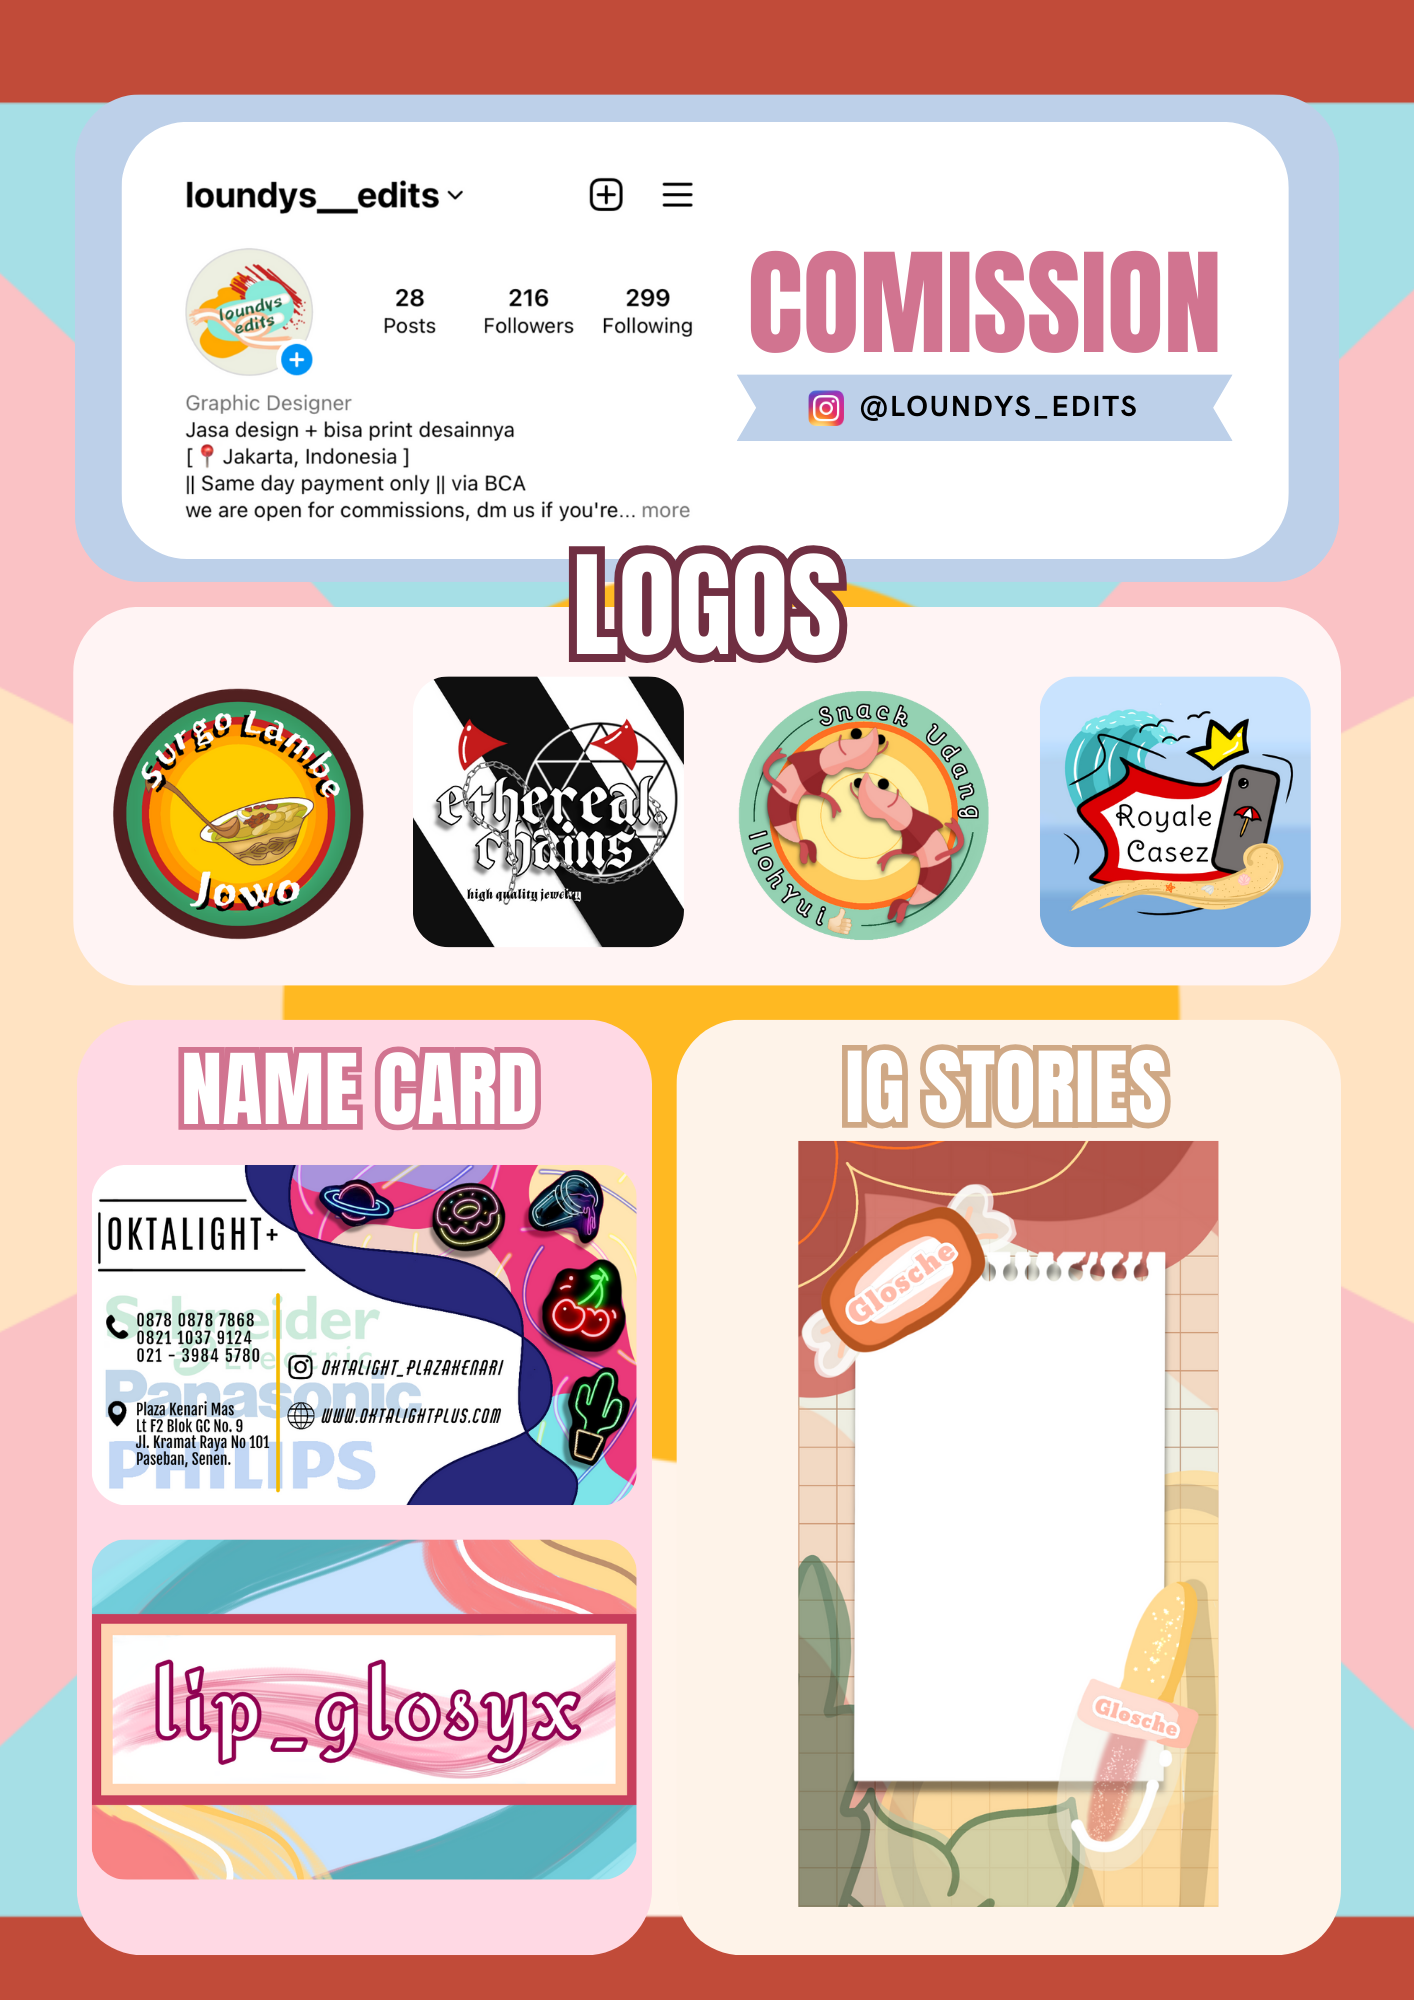 loundys__edits
loundys
edits
28
Posts
216
Followers
299
Following
Graphic Designer
Jasa design + bisa print desainnya
[ 📍 Jakarta, Indonesia ]
|| Same day payment only || via BCA
we are open for commissions, dm us if you're... more
COMISSION
@LOUNDYS_EDITS
LOGOS
Surgo Lambe
Jowo
ethereal
chains
high quality jewelry
Snack Udang
Ilohyui👍🏻
Royale
Casez
NAME CARD
OKTALIGHT+
Schneider
Electric
Panasonic
PHILIPS
0878 0878 7868
0821 1037 9124
021 - 3984 5780
Plaza Kenari Mas
Lt F2 Blok GC No. 9
Jl. Kramat Raya No 101
Paseban, Senen.
OKTALIGHT_PLAZAKENARI
WWW.OKTALIGHTPLUS.COM
lip_glosyx
IG STORIES
Glosche
Glosche